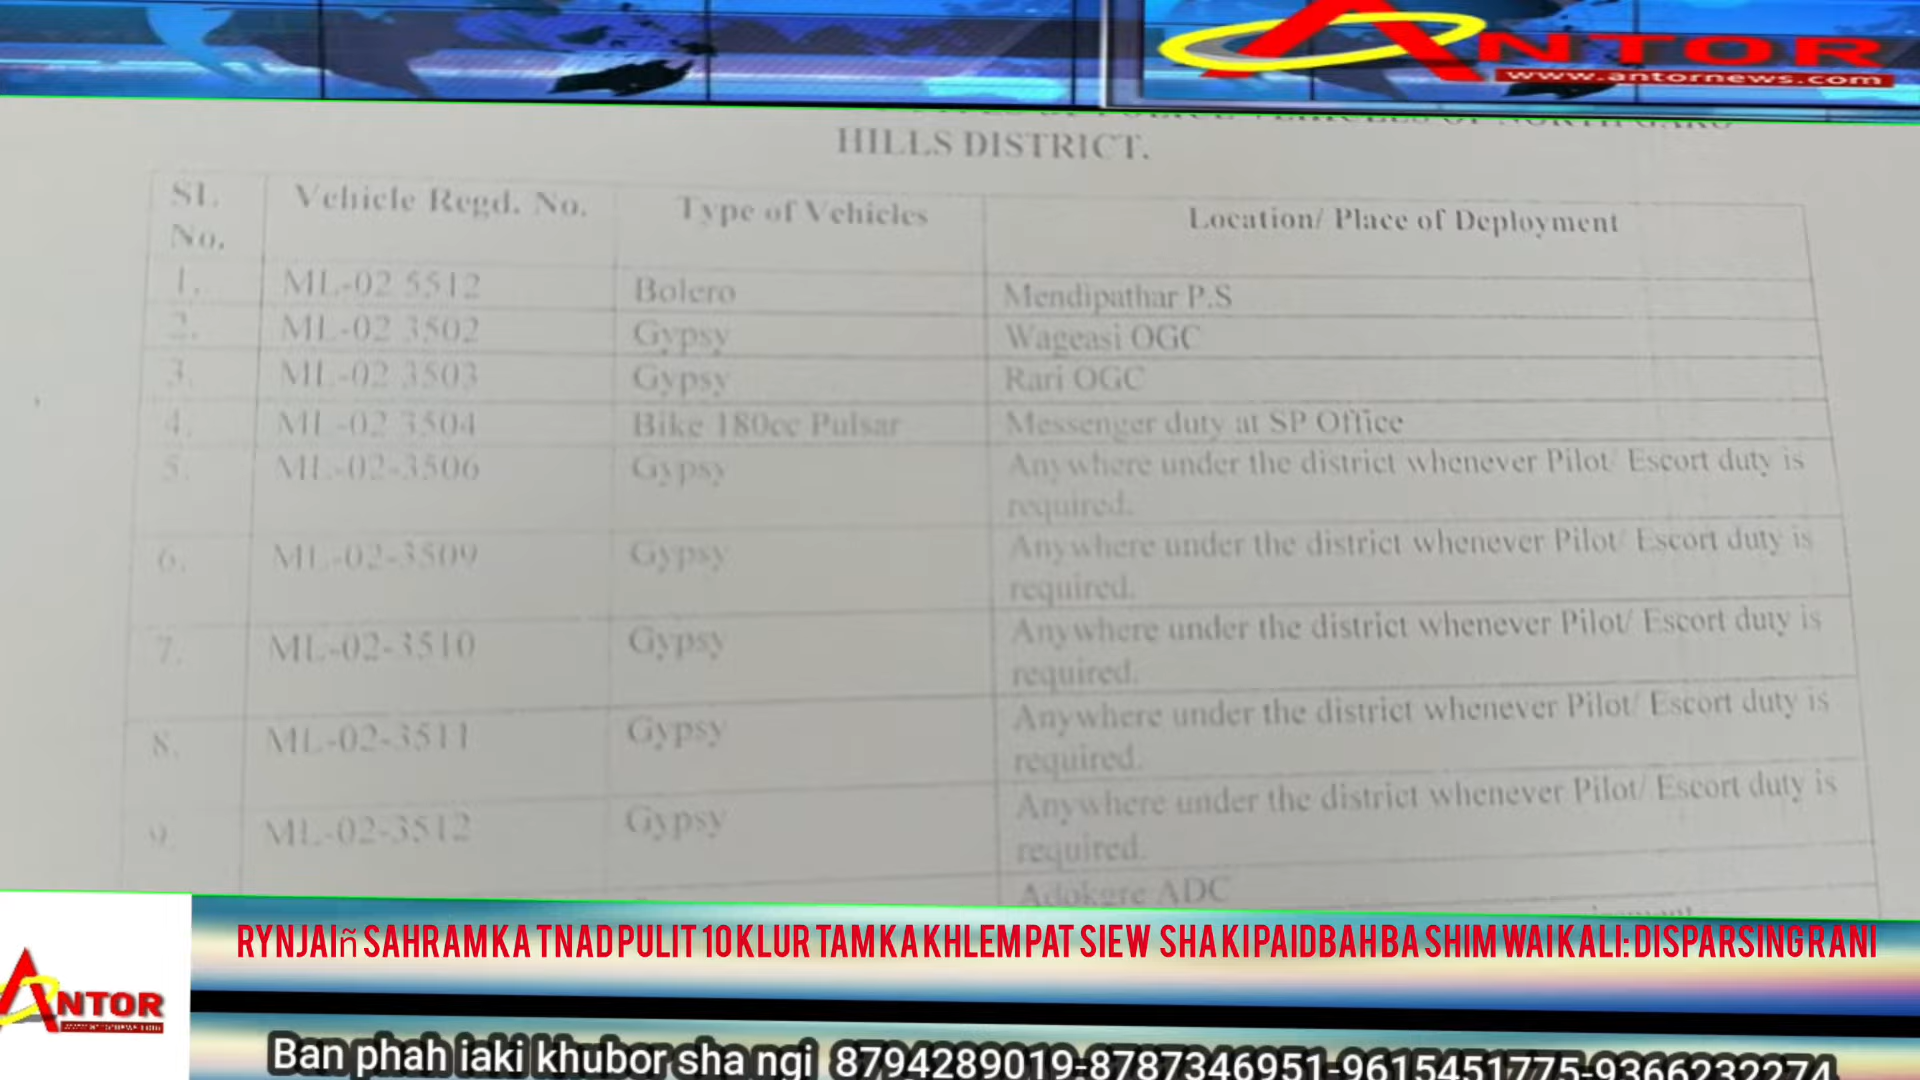 ANTOR
www.antornews.com
HILLS DISTRICT.
SL. No. Vehicle Regd. No. Type of Vehicles Location/ Place of Deployment
1. ML-02 5512 Bolero Mendipathar P.S
2. ML-02 3502 Gypsy Wageasi OGC
3. ML-02 3503 Gypsy Rari OGC
4. ML-02 3504 Bike 180cc Pulsar Messenger duty at SP Office
5. ML-02-3506 Gypsy Anywhere under the district whenever Pilot/ Escort duty is
required.
6. ML-02-3509 Gypsy Anywhere under the district whenever Pilot/ Escort duty is
required.
7. ML-02-3510 Gypsy Anywhere under the district whenever Pilot/ Escort duty is
required.
8. ML-02-3511 Gypsy Anywhere under the district whenever Pilot/ Escort duty is
required.
9. ML-02-3512 Gypsy Anywhere under the district whenever Pilot/ Escort duty is
required.
Adokgre ADC
RYNJAIñ SAHRAM KA TNAD PULIT 10 KLUR TAM KA KHLEM PAT SIEW SHA KI PAIDBAH BA SHIM WAI KALI: DISPARSING RANI
ANTOR
Ban phah iaki khubor sha ngi 8794289019-8787346951-9615451775-9366232274